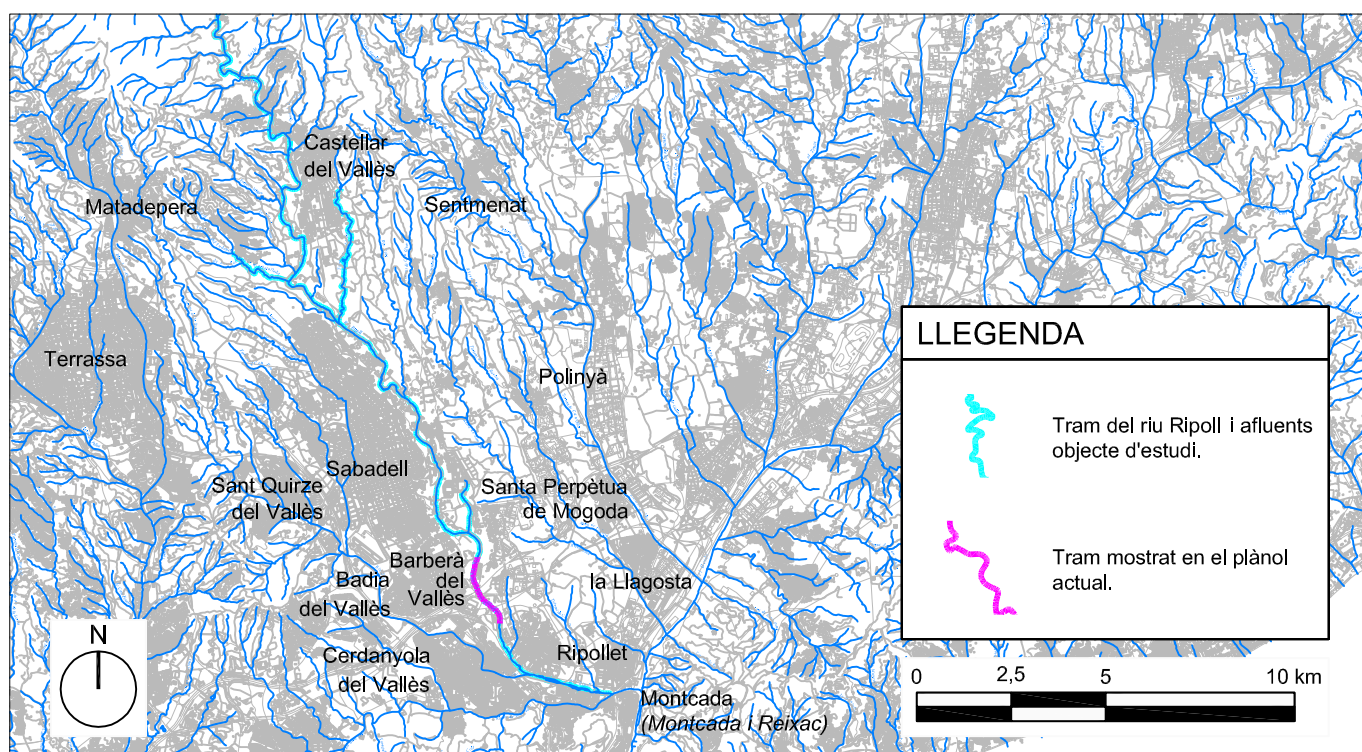 Castellar
del Vallès
Matadepera
Sentmenat
Terrassa
Polinyà
Sabadell
Sant Quirze
del Vallès
Santa Perpètua
de Mogoda
Barberà
del
Vallès
Badia
del Vallès
la Llagosta
Cerdanyola
del Vallès
Ripollet
Montcada
(Montcada i Reixac)
N
LLEGENDA
Tram del riu Ripoll i afluents
objecte d'estudi.
Tram mostrat en el plànol
actual.
0 2,5 5 10 km